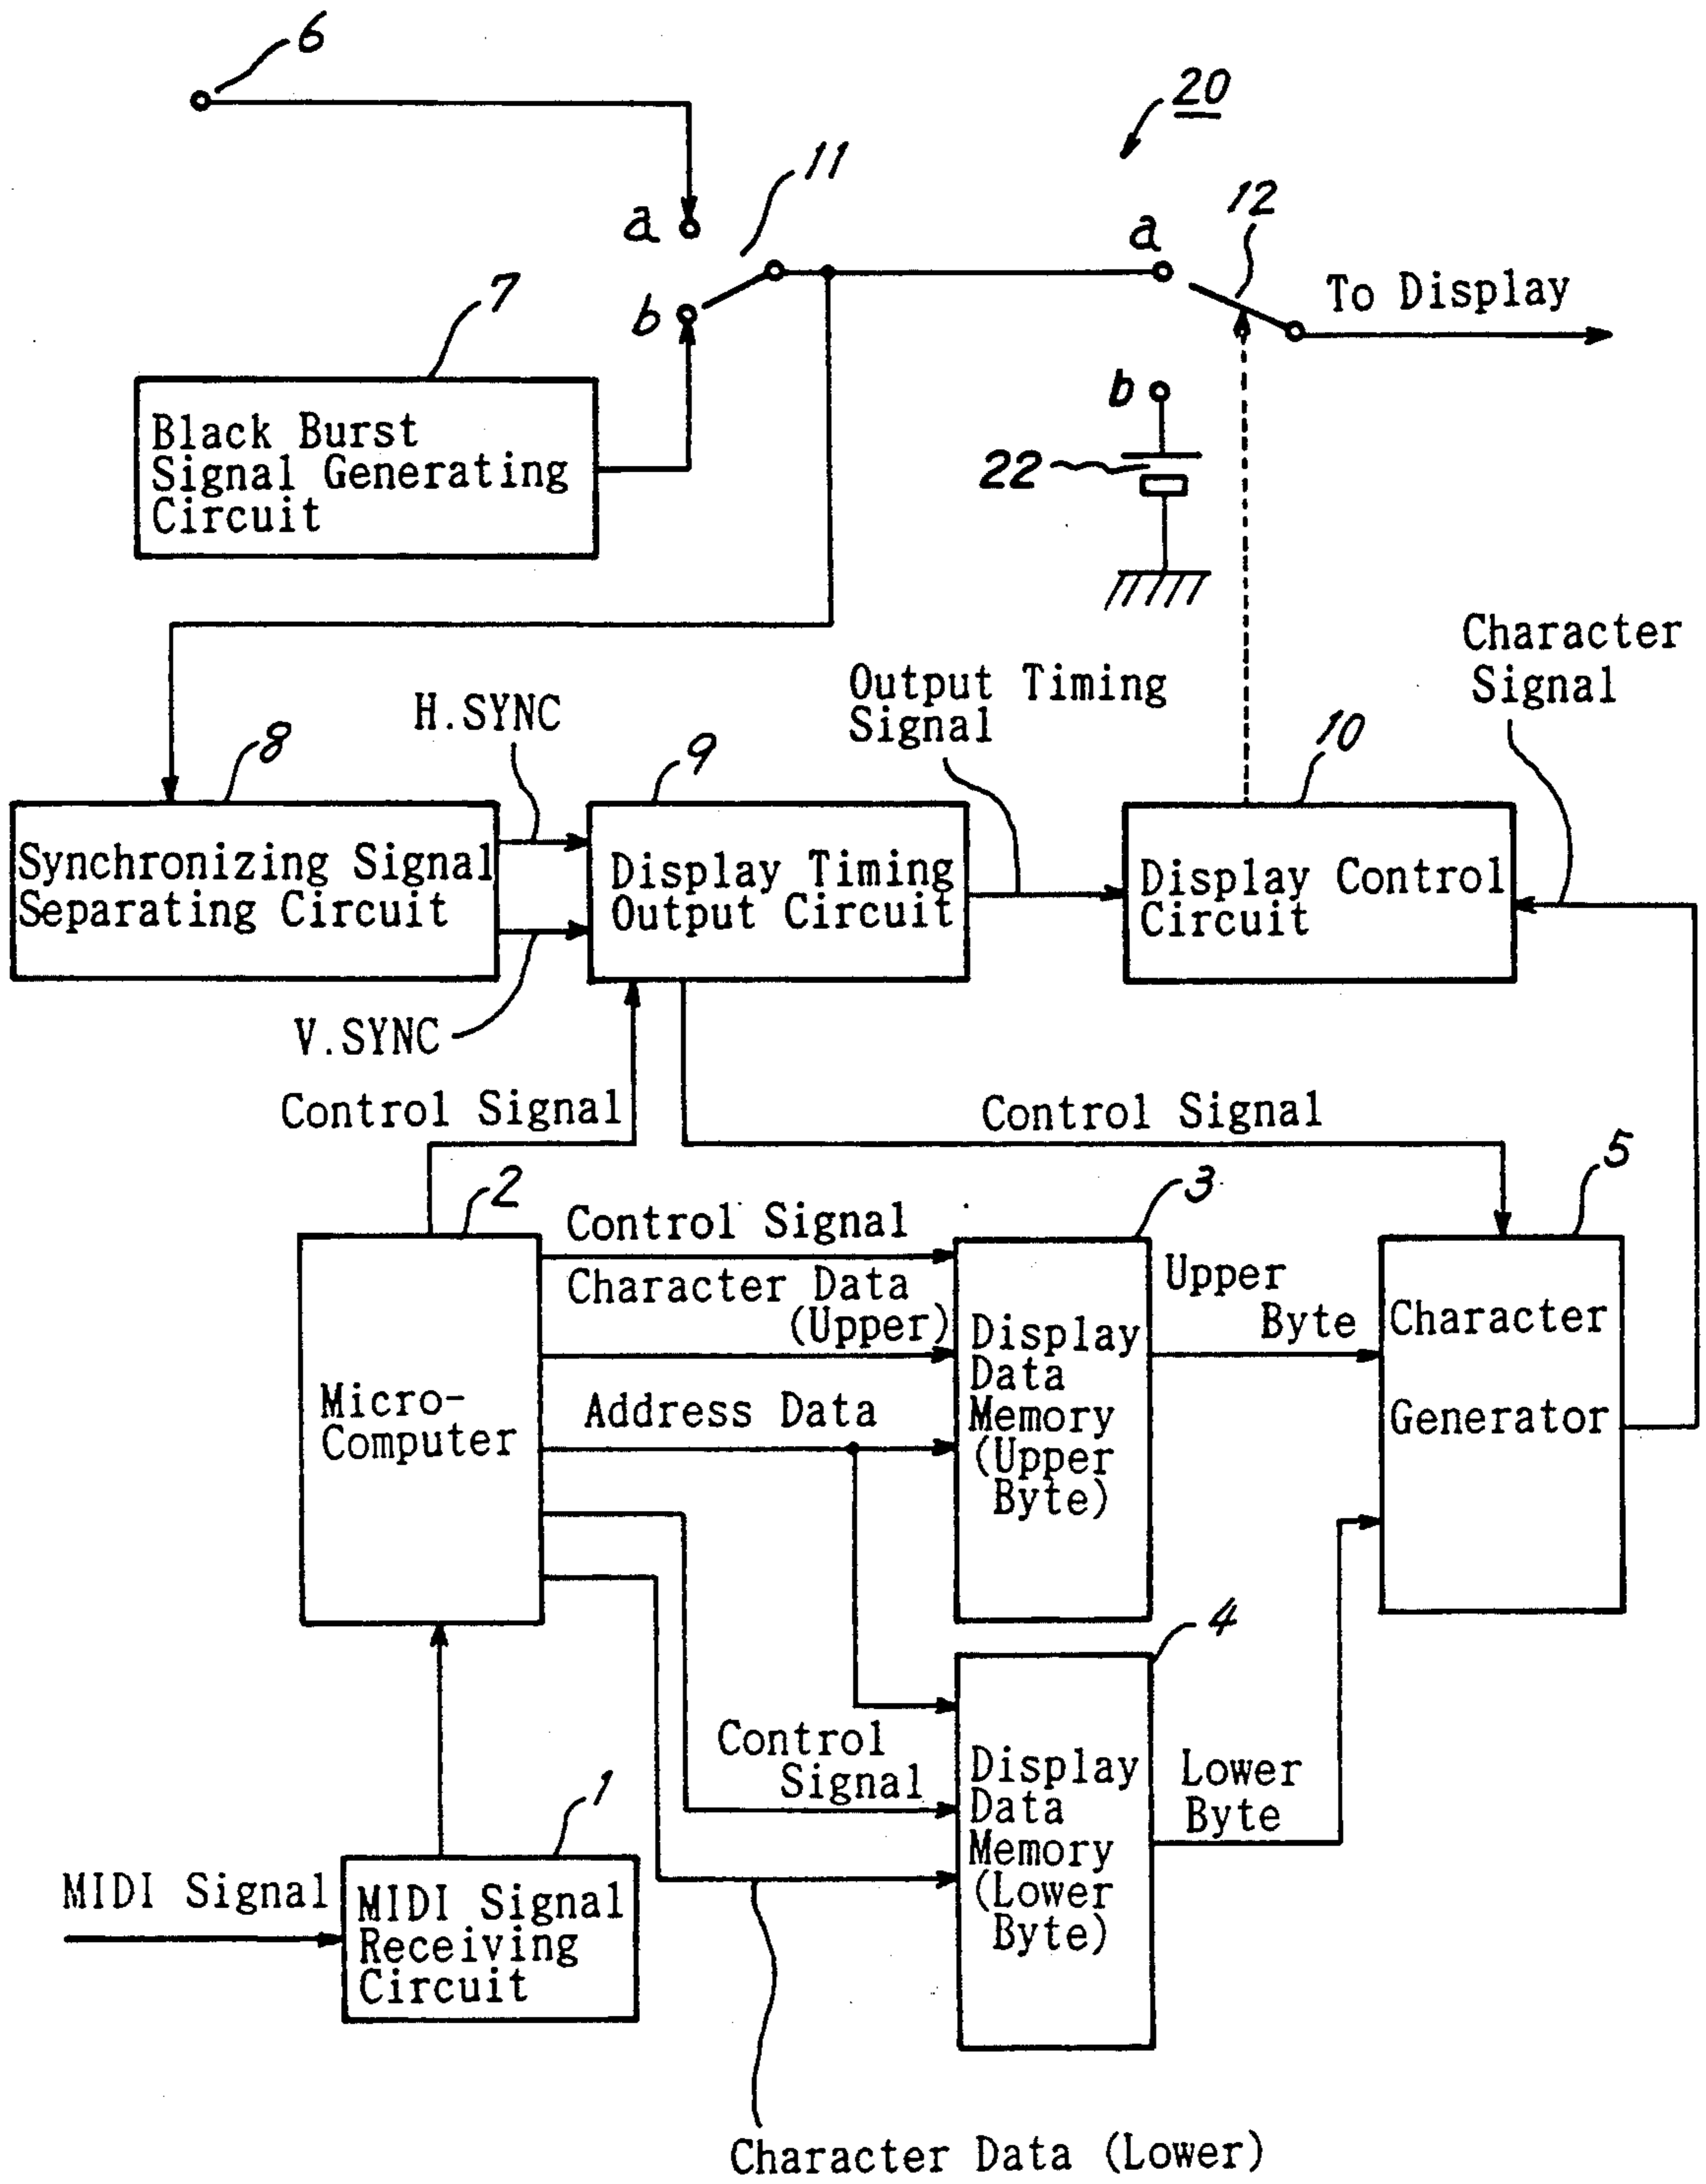 6
20
11
12
a
a
To Display
7
b
b
Black Burst
Signal Generating
Circuit
22
Character
Signal
Output Timing
Signal
H.SYNC
8
9
10
Synchronizing Signal
Separating Circuit
Display Timing
Output Circuit
Display Control
Circuit
V.SYNC
Control Signal
Control Signal
5
2
3
Control Signal
Character Data
(Upper)
Upper
Byte
Character
Generator
Display
Data
Memory
(Upper
Byte)
Micro-
Computer
Address Data
4
Control
Signal
Display
Data
Memory
(Lower
Byte)
Lower
Byte
1
MIDI Signal
MIDI Signal
Receiving
Circuit
Character Data (Lower)